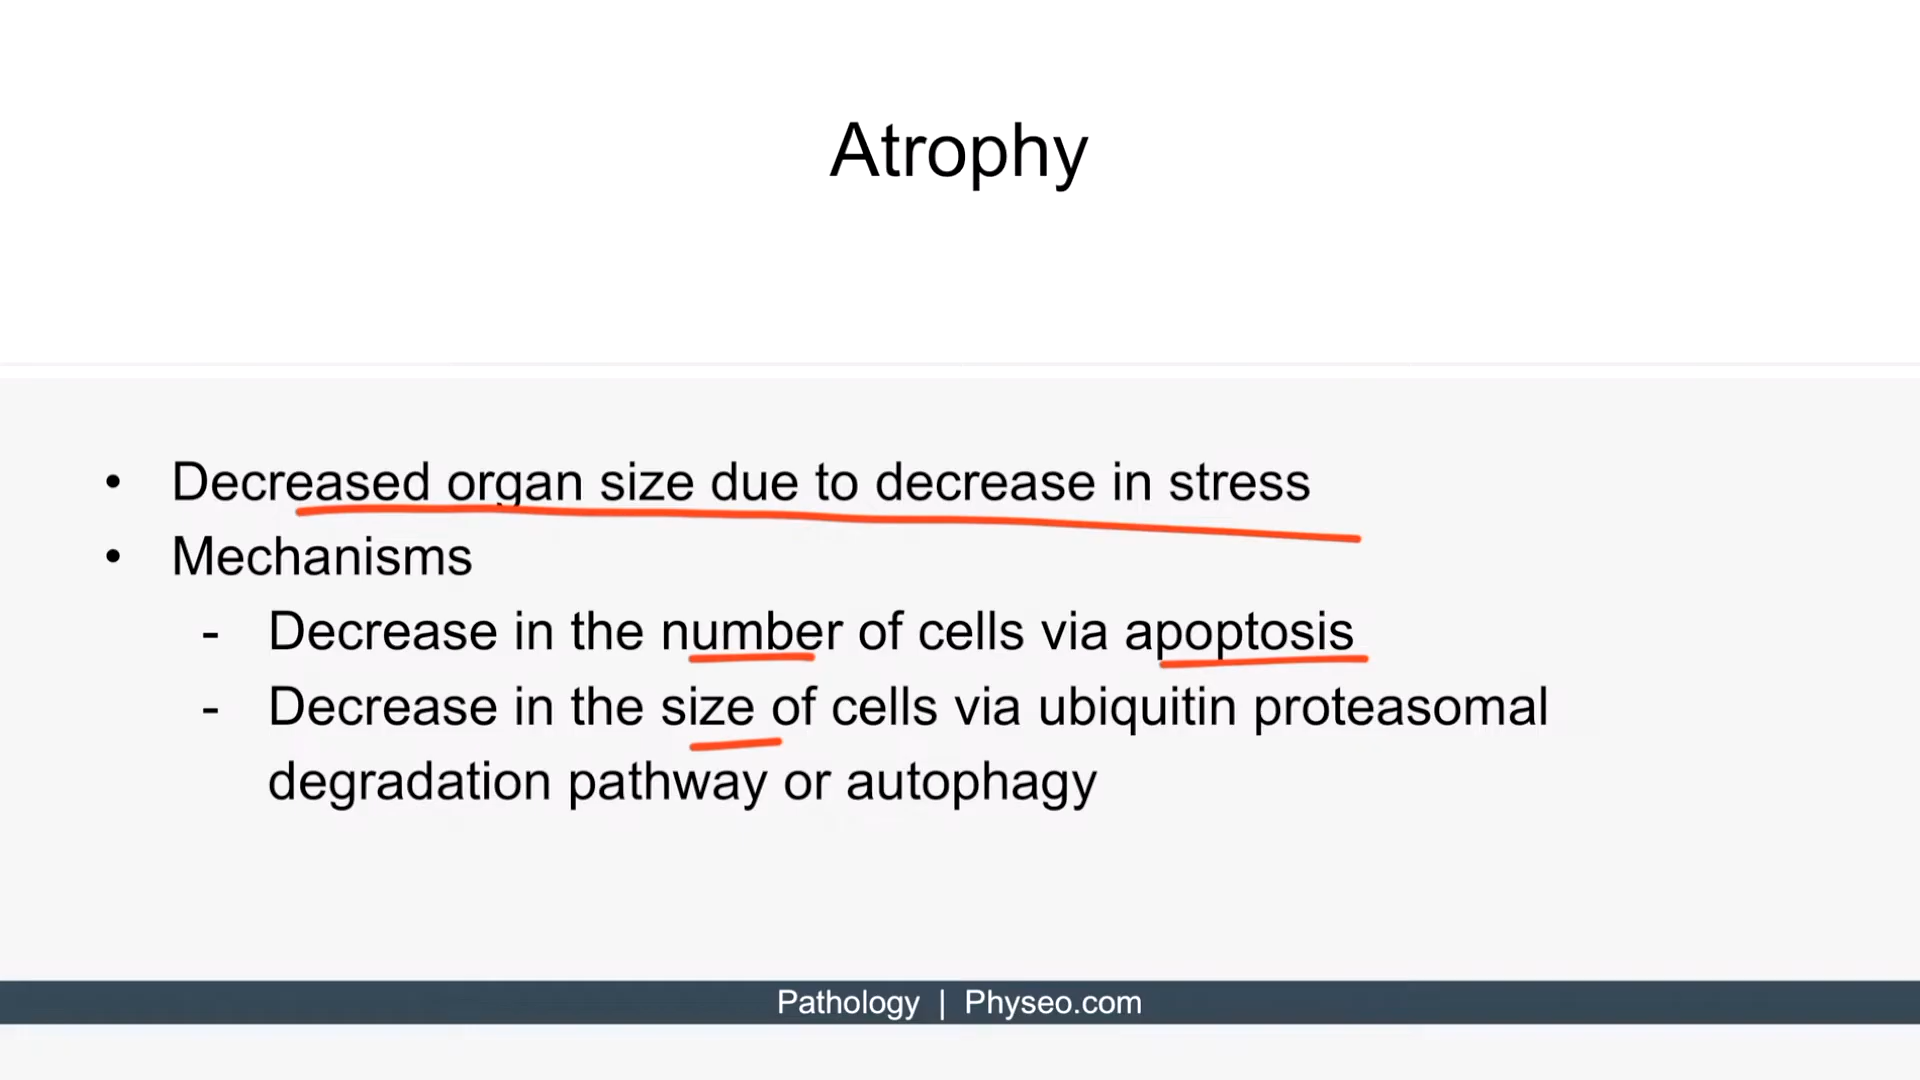 Atrophy
• Decreased organ size due to decrease in stress
• Mechanisms
- Decrease in the number of cells via apoptosis
- Decrease in the size of cells via ubiquitin proteasomal
degradation pathway or autophagy
Pathology | Physeo.com